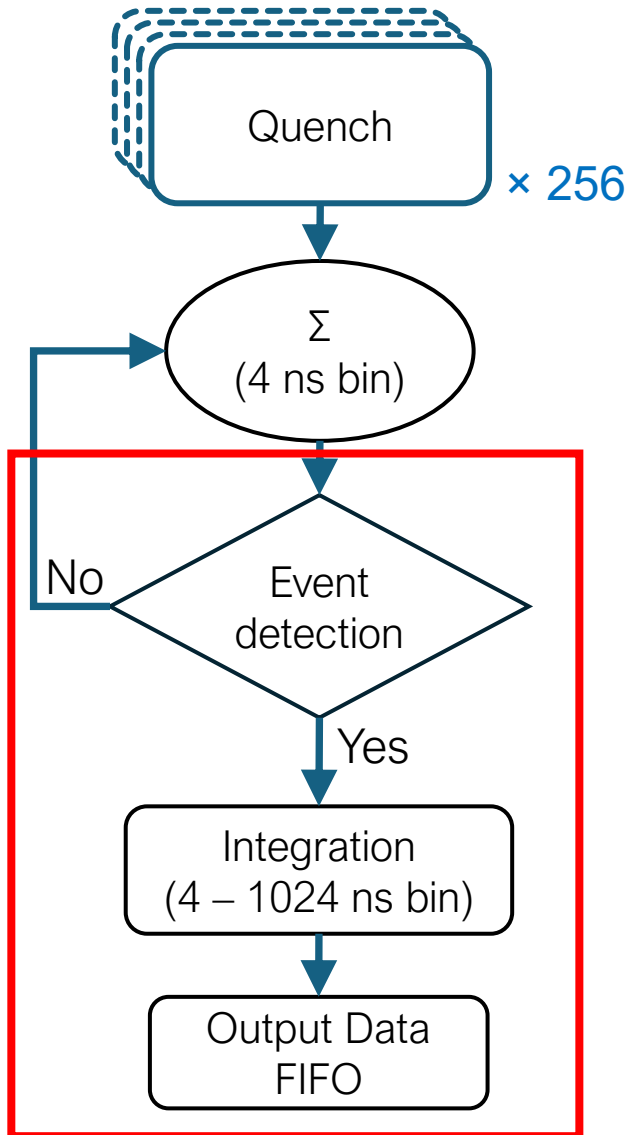 Quench
× 256
Σ
(4 ns bin)
No
Event
detection
Yes
Integration
(4 – 1024 ns bin)
Output Data
FIFO